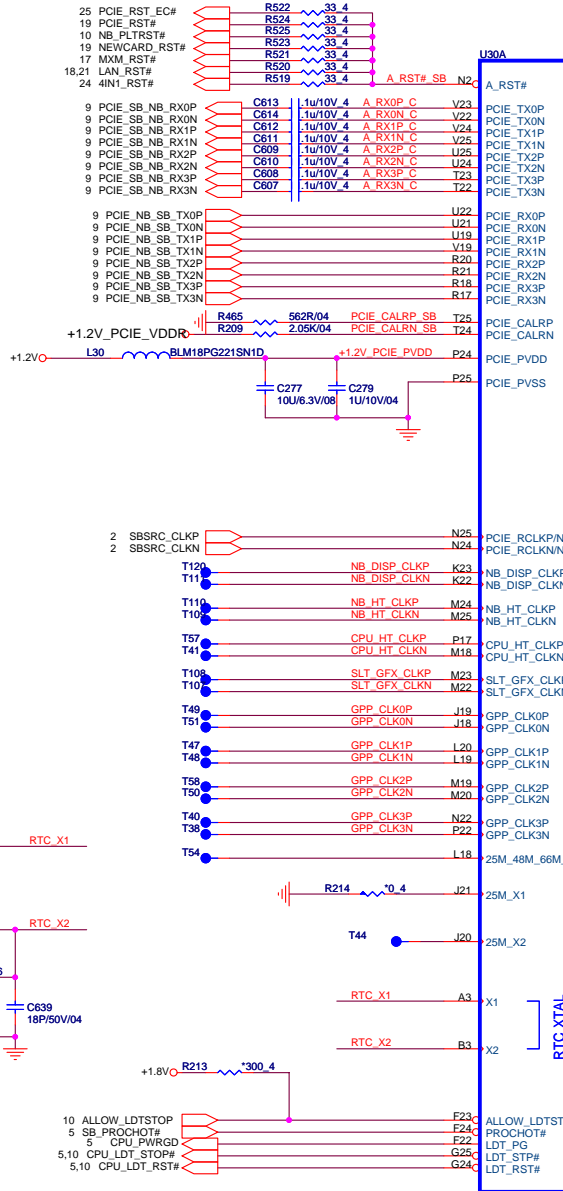 25 PCIE_RST_EC# R522 33_4
19 PCIE_RST# R524 33_4
10 NB_PLTRST# R525 33_4
19 NEWCARD_RST# R523 33_4
17 MXM_RST# R521 33_4
18,21 LAN_RST# R520 33_4
24 4IN1_RST# R519 33_4 A_RST#_SB N2 A_RST#
U30A
9 PCIE_SB_NB_RX0P C613 .1u/10V_4 A_RX0P_C V23 PCIE_TX0P
9 PCIE_SB_NB_RX0N C614 .1u/10V_4 A_RX0N_C V22 PCIE_TX0N
9 PCIE_SB_NB_RX1P C612 .1u/10V_4 A_RX1P_C V24 PCIE_TX1P
9 PCIE_SB_NB_RX1N C611 .1u/10V_4 A_RX1N_C V25 PCIE_TX1N
9 PCIE_SB_NB_RX2P C609 .1u/10V_4 A_RX2P_C U25 PCIE_TX2P
9 PCIE_SB_NB_RX2N C610 .1u/10V_4 A_RX2N_C U24 PCIE_TX2N
9 PCIE_SB_NB_RX3P C608 .1u/10V_4 A_RX3P_C T23 PCIE_TX3P
9 PCIE_SB_NB_RX3N C607 .1u/10V_4 A_RX3N_C T22 PCIE_TX3N
9 PCIE_NB_SB_TX0P U22 PCIE_RX0P
9 PCIE_NB_SB_TX0N U21 PCIE_RX0N
9 PCIE_NB_SB_TX1P U19 PCIE_RX1P
9 PCIE_NB_SB_TX1N V19 PCIE_RX1N
9 PCIE_NB_SB_TX2P R20 PCIE_RX2P
9 PCIE_NB_SB_TX2N R21 PCIE_RX2N
9 PCIE_NB_SB_TX3P R18 PCIE_RX3P
9 PCIE_NB_SB_TX3N R17 PCIE_RX3N
R465 562R/04 PCIE_CALRP_SB T25 PCIE_CALRP
+1.2V_PCIE_VDDR R209 2.05K/04 PCIE_CALRN_SB T24 PCIE_CALRN
+1.2V L30 BLM18PG221SN1D +1.2V_PCIE_PVDD P24 PCIE_PVDD
P25 PCIE_PVSS
C277 10U/6.3V/08
C279 1U/10V/04
2 SBSRC_CLKP N25 PCIE_RCLKP/N
2 SBSRC_CLKN N24 PCIE_RCLKN/N
T120 NB_DISP_CLKP K23 NB_DISP_CLKP
NB_DISP_CLKN K22 NB_DISP_CLKN
T110 NB_HT_CLKP M24 NB_HT_CLKP
T109 NB_HT_CLKN M25 NB_HT_CLKN
T57 CPU_HT_CLKP P17 CPU_HT_CLKP
T41 CPU_HT_CLKN M18 CPU_HT_CLKN
T108 SLT_GFX_CLKP M23 SLT_GFX_CLKP
SLT_GFX_CLKN M22 SLT_GFX_CLKN
T49 GPP_CLK0P J19 GPP_CLK0P
T51 GPP_CLK0N J18 GPP_CLK0N
T47 GPP_CLK1P L20 GPP_CLK1P
T48 GPP_CLK1N L19 GPP_CLK1N
T58 GPP_CLK2P M19 GPP_CLK2P
T50 GPP_CLK2N M20 GPP_CLK2N
T40 GPP_CLK3P N22 GPP_CLK3P
T38 GPP_CLK3N P22 GPP_CLK3N
T54 L18 25M_48M_66M_
RTC_X1
R214 *0_4 J21 25M_X1
RTC_X2
T44 J20 25M_X2
6
C639
18P/50V/04
RTC_X1 A3 X1
RTC_X2 B3 X2
RTC XTAL
+1.8V R213 *300_4
10 ALLOW_LDTSTOP F23 ALLOW_LDTST
5 SB_PROCHOT# F24 PROCHOT#
5 CPU_PWRGD F22 LDT_PG
5,10 CPU_LDT_STOP# G25 LDT_STP#
5,10 CPU_LDT_RST# G24 LDT_RST#